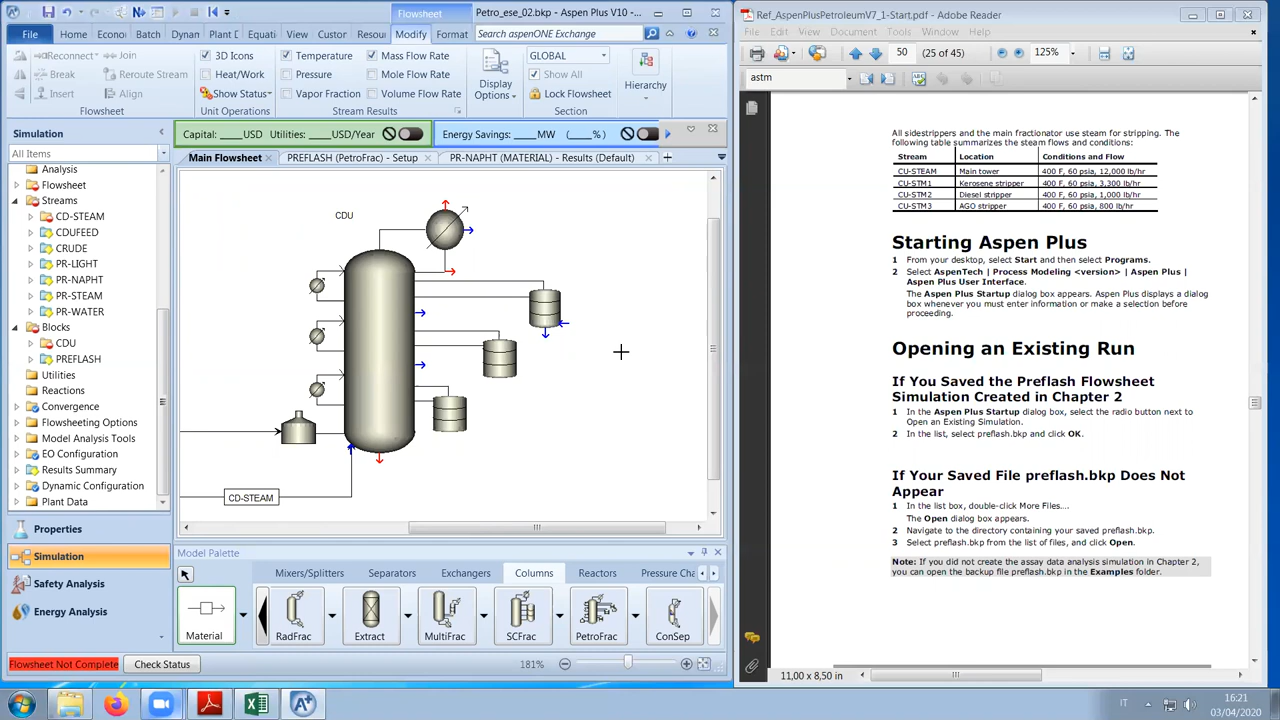 Flowsheet
Petro_ese_02.bkp - Aspen Plus V10 -...
File
Home
Econo
Batch
Dynan
Plant D
Equati
View
Custor
Resou
Modify
Format
Search aspenONE Exchange
Reconnect
Join
Break
Reroute Stream
Insert
Align
Flowsheet
3D Icons
Heat/Work
Show Status
Unit Operations
Temperature
Mass Flow Rate
Pressure
Mole Flow Rate
Vapor Fraction
Volume Flow Rate
Stream Results
Display
Options
GLOBAL
Show All
Lock Flowsheet
Section
Hierarchy
Simulation
All Items
Capital: ____USD Utilities: ____USD/Year
Energy Savings: ____MW (____%)
Main Flowsheet
PREFLASH (PetroFrac) - Setup
PR-NAPHT (MATERIAL) - Results (Default)
Analysis
Flowsheet
Streams
CD-STEAM
CDUFEED
CRUDE
PR-LIGHT
PR-NAPHT
PR-STEAM
PR-WATER
Blocks
CDU
PREFLASH
Utilities
Reactions
Convergence
Flowsheeting Options
Model Analysis Tools
EO Configuration
Results Summary
Dynamic Configuration
Plant Data
Properties
Simulation
Safety Analysis
Energy Analysis
CDU
CD-STEAM
Model Palette
Mixers/Splitters
Separators
Exchangers
Columns
Reactors
Pressure Cha
Material
RadFrac
Extract
MultiFrac
SCFrac
PetroFrac
ConSep
Flowsheet Not Complete
Check Status
181%
Ref_AspenPlusPetroleumV7_1-Start.pdf - Adobe Reader
File
Edit
View
Document
Tools
Window
Help
50
(25 of 45)
125%
astm
All sidestrippers and the main fractionator use steam for stripping. The
following table summarizes the steam flows and conditions:
Stream Location Conditions and Flow
CU-STEAM Main tower 400 F, 60 psia, 12,000 lb/hr
CU-STM1 Kerosene stripper 400 F, 60 psia, 3,300 lb/hr
CU-STM2 Diesel stripper 400 F, 60 psia, 1,000 lb/hr
CU-STM3 AGO stripper 400 F, 60 psia, 800 lb/hr
Starting Aspen Plus
1 From your desktop, select Start and then select Programs.
2 Select AspenTech | Process Modeling <version> | Aspen Plus |
Aspen Plus User Interface.
The Aspen Plus Startup dialog box appears. Aspen Plus displays a dialog
box whenever you must enter information or make a selection before
proceeding.
Opening an Existing Run
If You Saved the Preflash Flowsheet
Simulation Created in Chapter 2
1 In the Aspen Plus Startup dialog box, select the radio button next to
Open an Existing Simulation.
2 In the list, select preflash.bkp and click OK.
If Your Saved File preflash.bkp Does Not
Appear
1 In the list box, double-click More Files….
The Open dialog box appears.
2 Navigate to the directory containing your saved preflash.bkp.
3 Select preflash.bkp from the list of files, and click Open.
Note: If you did not create the assay data analysis simulation in Chapter 2,
you can open the backup file preflash.bkp in the Examples folder.
11,00 x 8,50 in
IT
16:21
03/04/2020